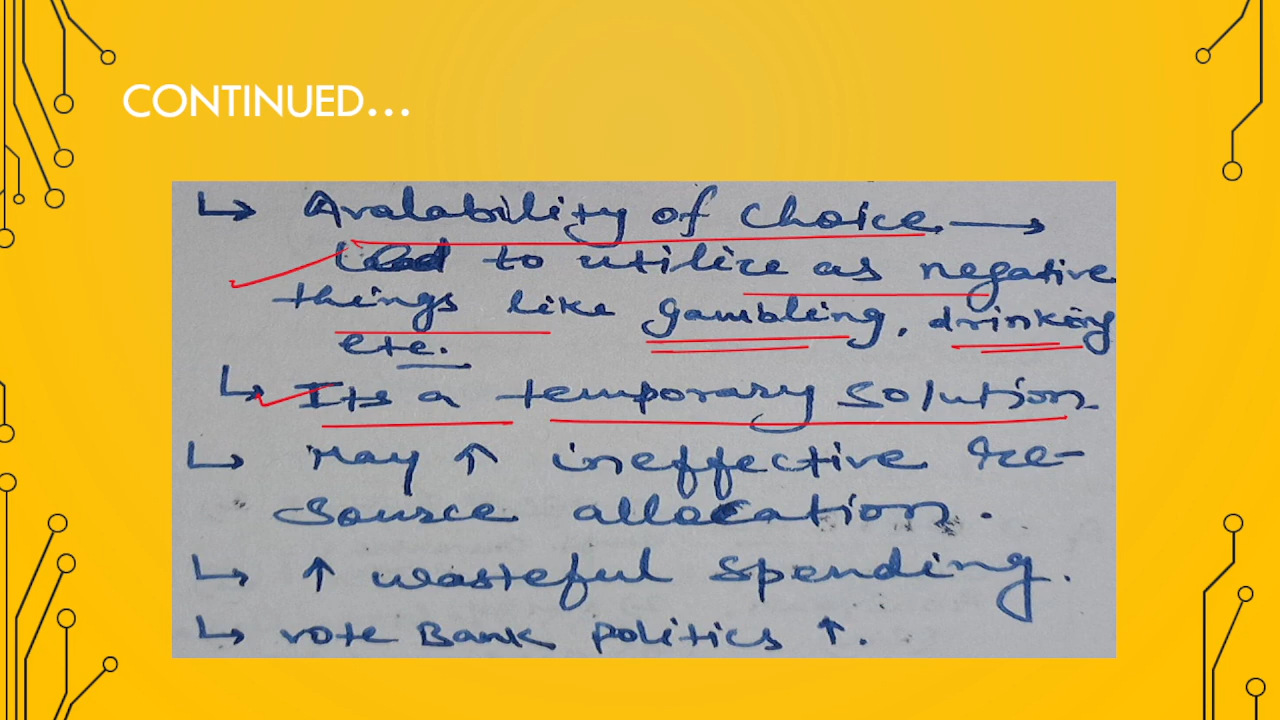 CONTINUED...
↳ Avalability of choice →
Lead to utilize as negative
things like gambling, drinking
etc.
↳ Its a temporary solution
↳ May ↑ ineffective re-
source allocation.
↳ ↑ wasteful spending.
↳ vote Bank politics ↑.